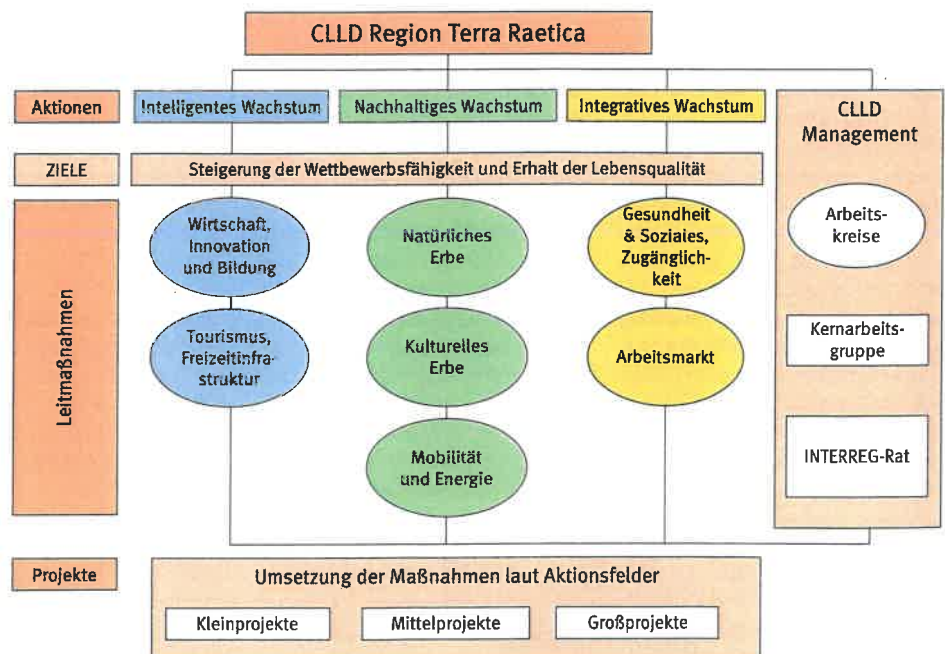 CLLD Region Terra Raetica
Aktionen
Intelligentes Wachstum
Nachhaltiges Wachstum
Integratives Wachstum
CLLD
Management
ZIELE
Steigerung der Wettbewerbsfähigkeit und Erhalt der Lebensqualität
Leitmaßnahmen
Wirtschaft,
Innovation
und Bildung
Natürliches
Erbe
Gesundheit
& Soziales,
Zugänglich-
keit
Arbeits-
kreise
Tourismus,
Freizeitinfra-
struktur
Kulturelles
Erbe
Arbeitsmarkt
Kernarbeits-
gruppe
Mobilität
und Energie
INTERREG-Rat
Projekte
Umsetzung der Maßnahmen laut Aktionsfelder
Kleinprojekte
Mittelprojekte
Großprojekte